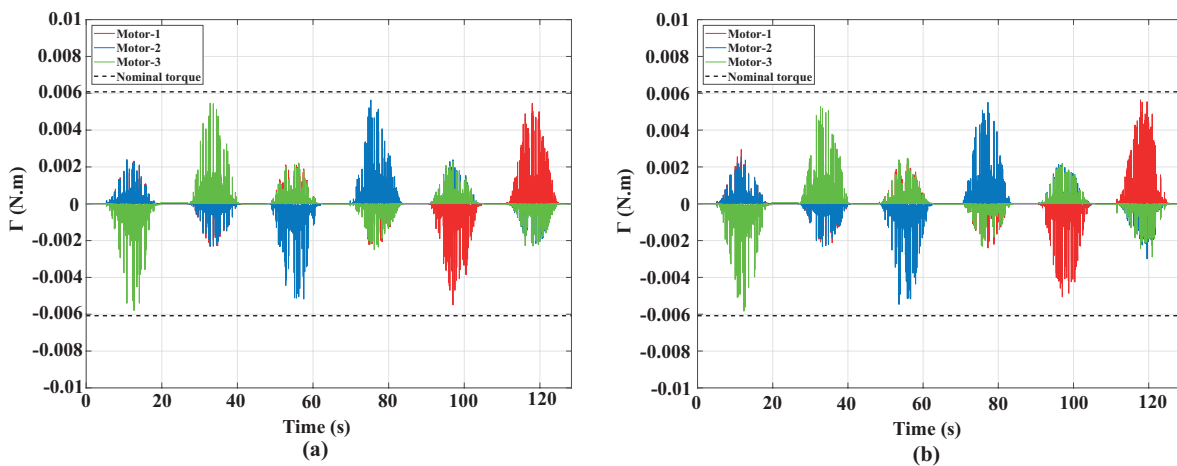 0.01
0.008
0.006
0.004
0.002
0
-0.002
-0.004
-0.006
-0.008
-0.01
Γ (N.m)
Motor-1
Motor-2
Motor-3
Nominal torque
0 20 40 60 80 100 120
Time (s)
(a)
0.01
0.008
0.006
0.004
0.002
0
-0.002
-0.004
-0.006
-0.008
-0.01
Γ (N.m)
Motor-1
Motor-2
Motor-3
Nominal torque
0 20 40 60 80 100 120
Time (s)
(b)